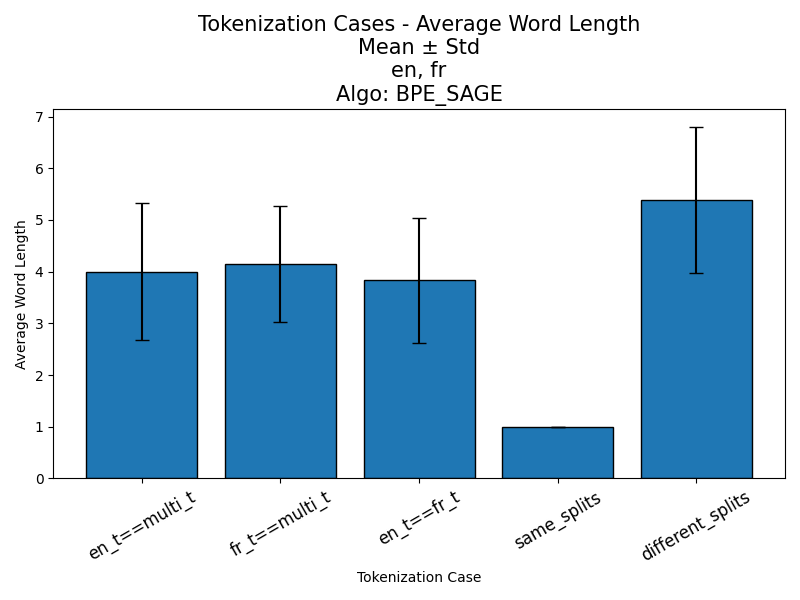 Tokenization Cases - Average Word Length
Mean ± Std
en, fr
Algo: BPE_SAGE
7
6
5
4
3
2
1
0
Average Word Length
en_t==multi_t
fr_t==multi_t
en_t==fr_t
same_splits
different_splits
Tokenization Case